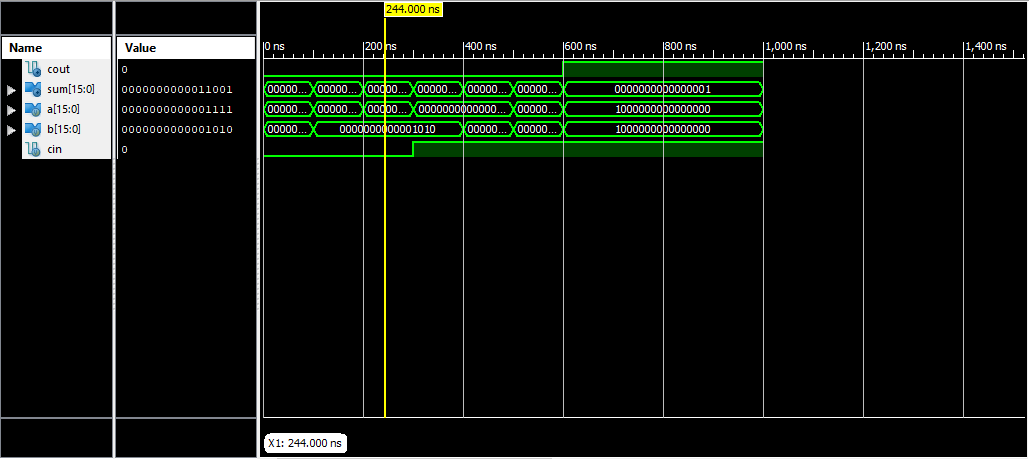 244.000 ns
Name Value
0 ns 200 ns 400 ns 600 ns 800 ns 1,000 ns 1,200 ns 1,400 ns
cout 0
sum[15:0] 0000000000011001 00000... 00000... 00000... 00000... 00000... 00000... 0000000000000001
a[15:0] 0000000000001111 00000... 00000... 00000... 000000000000... 00000... 1000000000000000
b[15:0] 0000000000001010 00000... 0000000000001010 00000... 00000... 1000000000000000
cin 0
X1: 244.000 ns